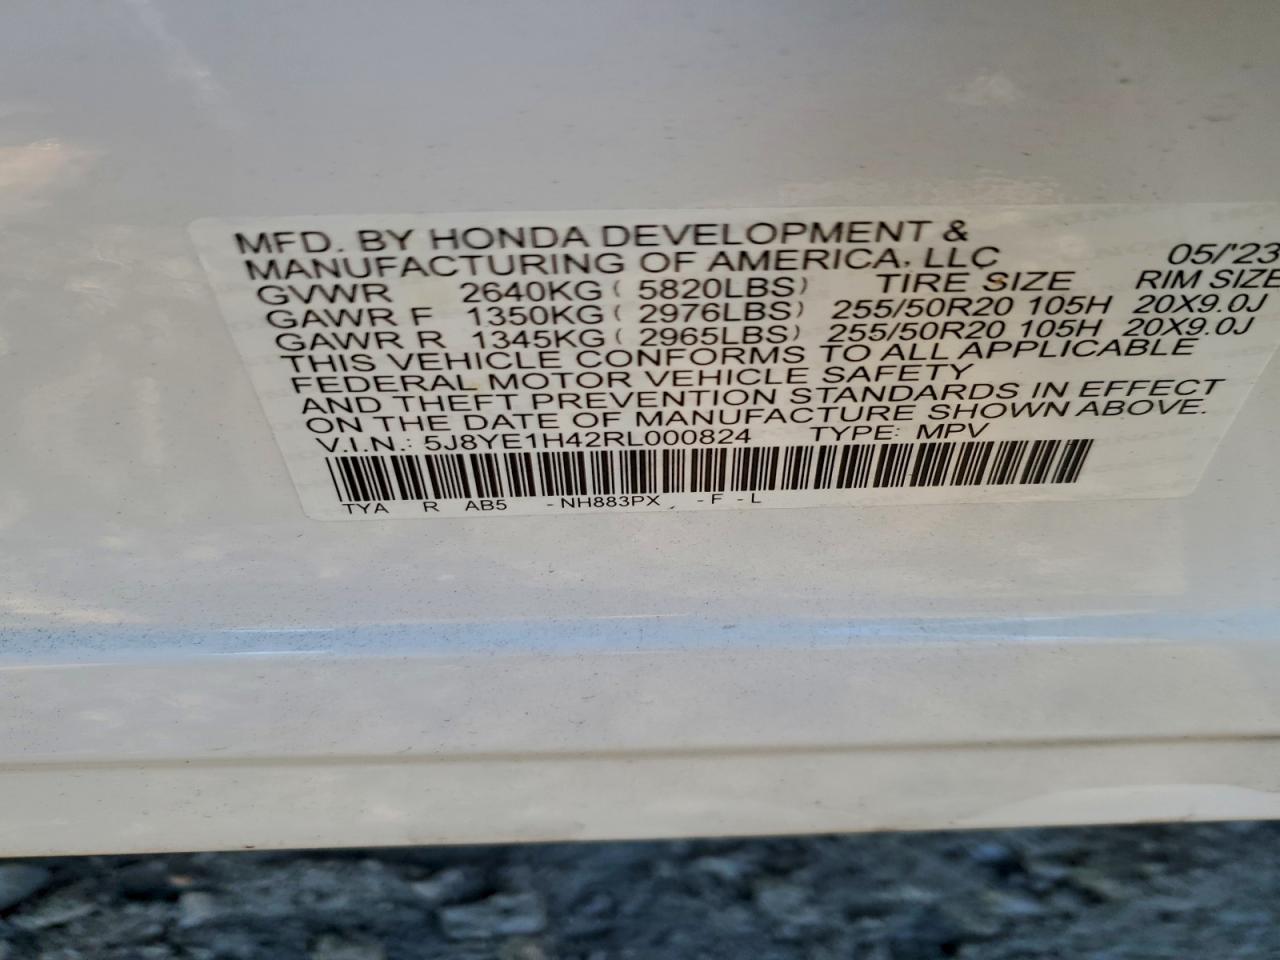 MFD. BY HONDA DEVELOPMENT &
MANUFACTURING OF AMERICA, LLC 05/'23
GVWR 2640KG ( 5820LBS) TIRE SIZE RIM SIZE
GAWR F 1350KG ( 2976LBS) 255/50R20 105H 20X9.0J
GAWR R 1345KG ( 2965LBS) 255/50R20 105H 20X9.0J
THIS VEHICLE CONFORMS TO ALL APPLICABLE
FEDERAL MOTOR VEHICLE SAFETY
AND THEFT PREVENTION STANDARDS IN EFFECT
ON THE DATE OF MANUFACTURE SHOWN ABOVE.
V.I.N.: 5J8YE1H42RL000824 TYPE: MPV
TYA R AB5 -NH883PX -F -L